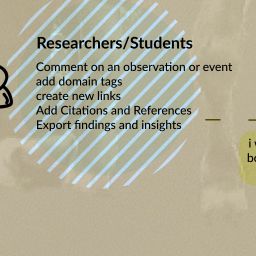 Researchers/Students
Comment on an observation or event
add domain tags
create new links
Add Citations and References
Export findings and insights
i